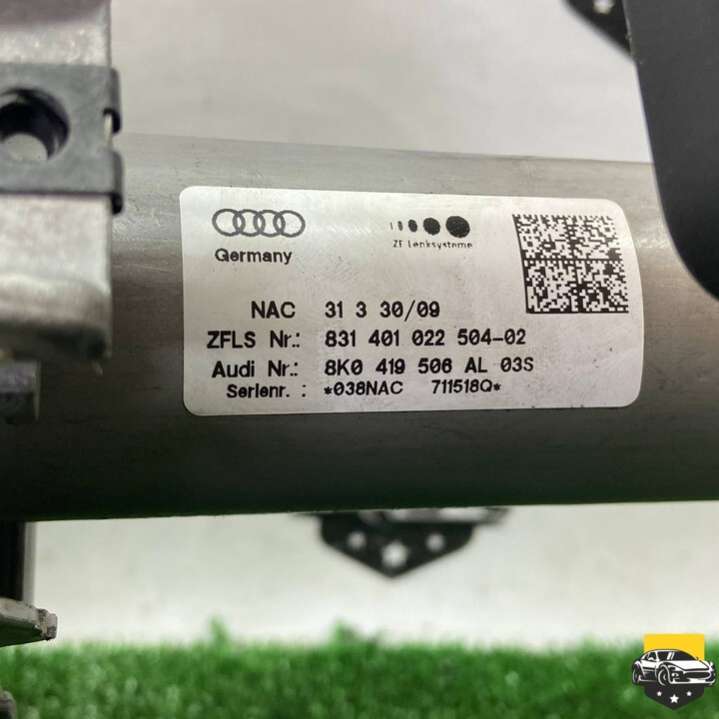 Germany
ZF Lenksysteme
NAC 31 3 30/09
ZFLS Nr.: 831 401 022 504-02
Audi Nr.: 8K0 419 506 AL 03S
Serienr. : *038NAC 711518Q*